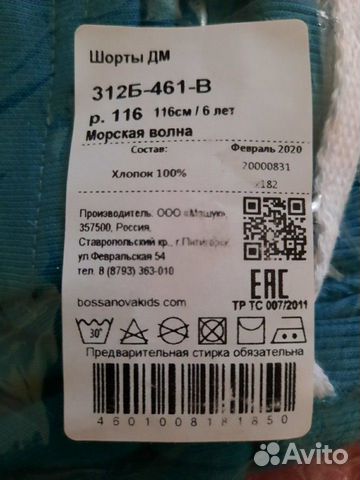 Шорты ДМ
312Б-461-В
р. 116 116см / 6 лет
Морская волна
Состав: Февраль 2020
Хлопок 100% 20000831
к182
Производитель: ООО «Машук»
357500, Россия,
Ставропольский кр., г.Пятигорск
ул Февральская 54
тел. 8 (8793) 363-010
bossanovakids.com
EAC
ТР ТС 007/2011
30°
Предварительная стирка обязательна
4601008181850
Avito